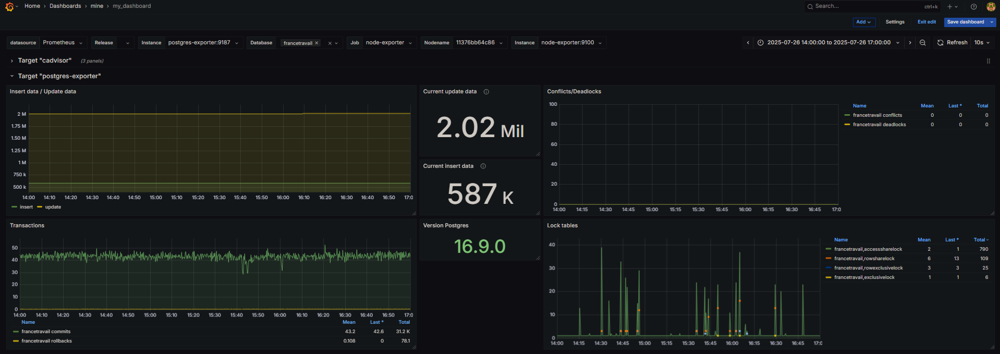 Home › Dashboards › mine › my_dashboard
Search... ctrl+k
Add Settings Exit edit Save dashboard
datasource Prometheus Release Instance postgres-exporter:9187 Database francetravail Job node-exporter Nodename 11376bb64c86 Instance node-exporter:9100 2025-07-26 14:00:00 to 2025-07-26 17:00:00 Refresh 10s
Target "cadvisor" (3 panels)
Target "postgres-exporter"
Insert data / Update data
2 M
1.75 M
1.50 M
1.25 M
1 M
750 k
500 k
14:00 14:10 14:20 14:30 14:40 14:50 15:00 15:10 15:20 15:30 15:40 15:50 16:00 16:10 16:20 16:30 16:40 16:50 17:0
insert update
Current update data
2.02 Mil
Current insert data
587 K
Conflicts/Deadlocks
100
80
60
40
20
0
14:00 14:15 14:30 14:45 15:00 15:15 15:30 15:45 16:00 16:15 16:30 16:45 17:0
Name Mean Last * Total
francetravail conflicts 0 0 0
francetravail deadlocks 0 0 0
Transactions
50
40
30
20
10
0
14:00 14:10 14:20 14:30 14:40 14:50 15:00 15:10 15:20 15:30 15:40 15:50 16:00 16:10 16:20 16:30 16:40 16:50 17:0
Name Mean Last * Total
francetravail commits 43.2 42.6 31.2 K
francetravail rollbacks 0.108 0 78.1
Version Postgres
16.9.0
Lock tables
40
30
20
10
0
14:00 14:15 14:30 14:45 15:00 15:15 15:30 15:45 16:00 16:15 16:30 16:45 17:0
Name Mean Last * Total
francetravail,accesssharelock 2 1 790
francetravail,rowsharelock 6 13 109
francetravail,rowexclusivelock 3 3 25
francetravail,exclusivelock 1 1 6